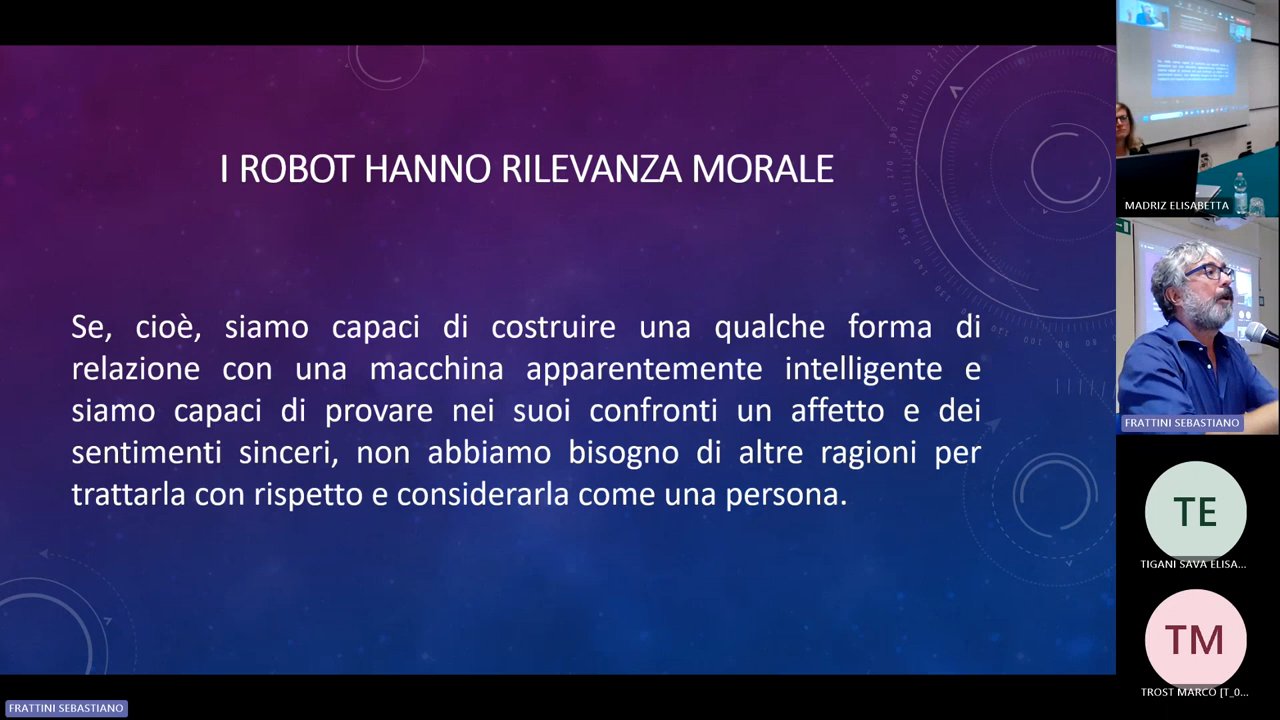 I ROBOT HANNO RILEVANZA MORALE
Se, cioè, siamo capaci di costruire una qualche forma di
relazione con una macchina apparentemente intelligente e
siamo capaci di provare nei suoi confronti un affetto e dei
sentimenti sinceri, non abbiamo bisogno di altre ragioni per
trattarla con rispetto e considerarla come una persona.
FRATTINI SEBASTIANO
MADRIZ ELISABETTA
FRATTINI SEBASTIANO
TE
TIGANI SAVA ELISA...
TM
TROST MARCO [T_0...